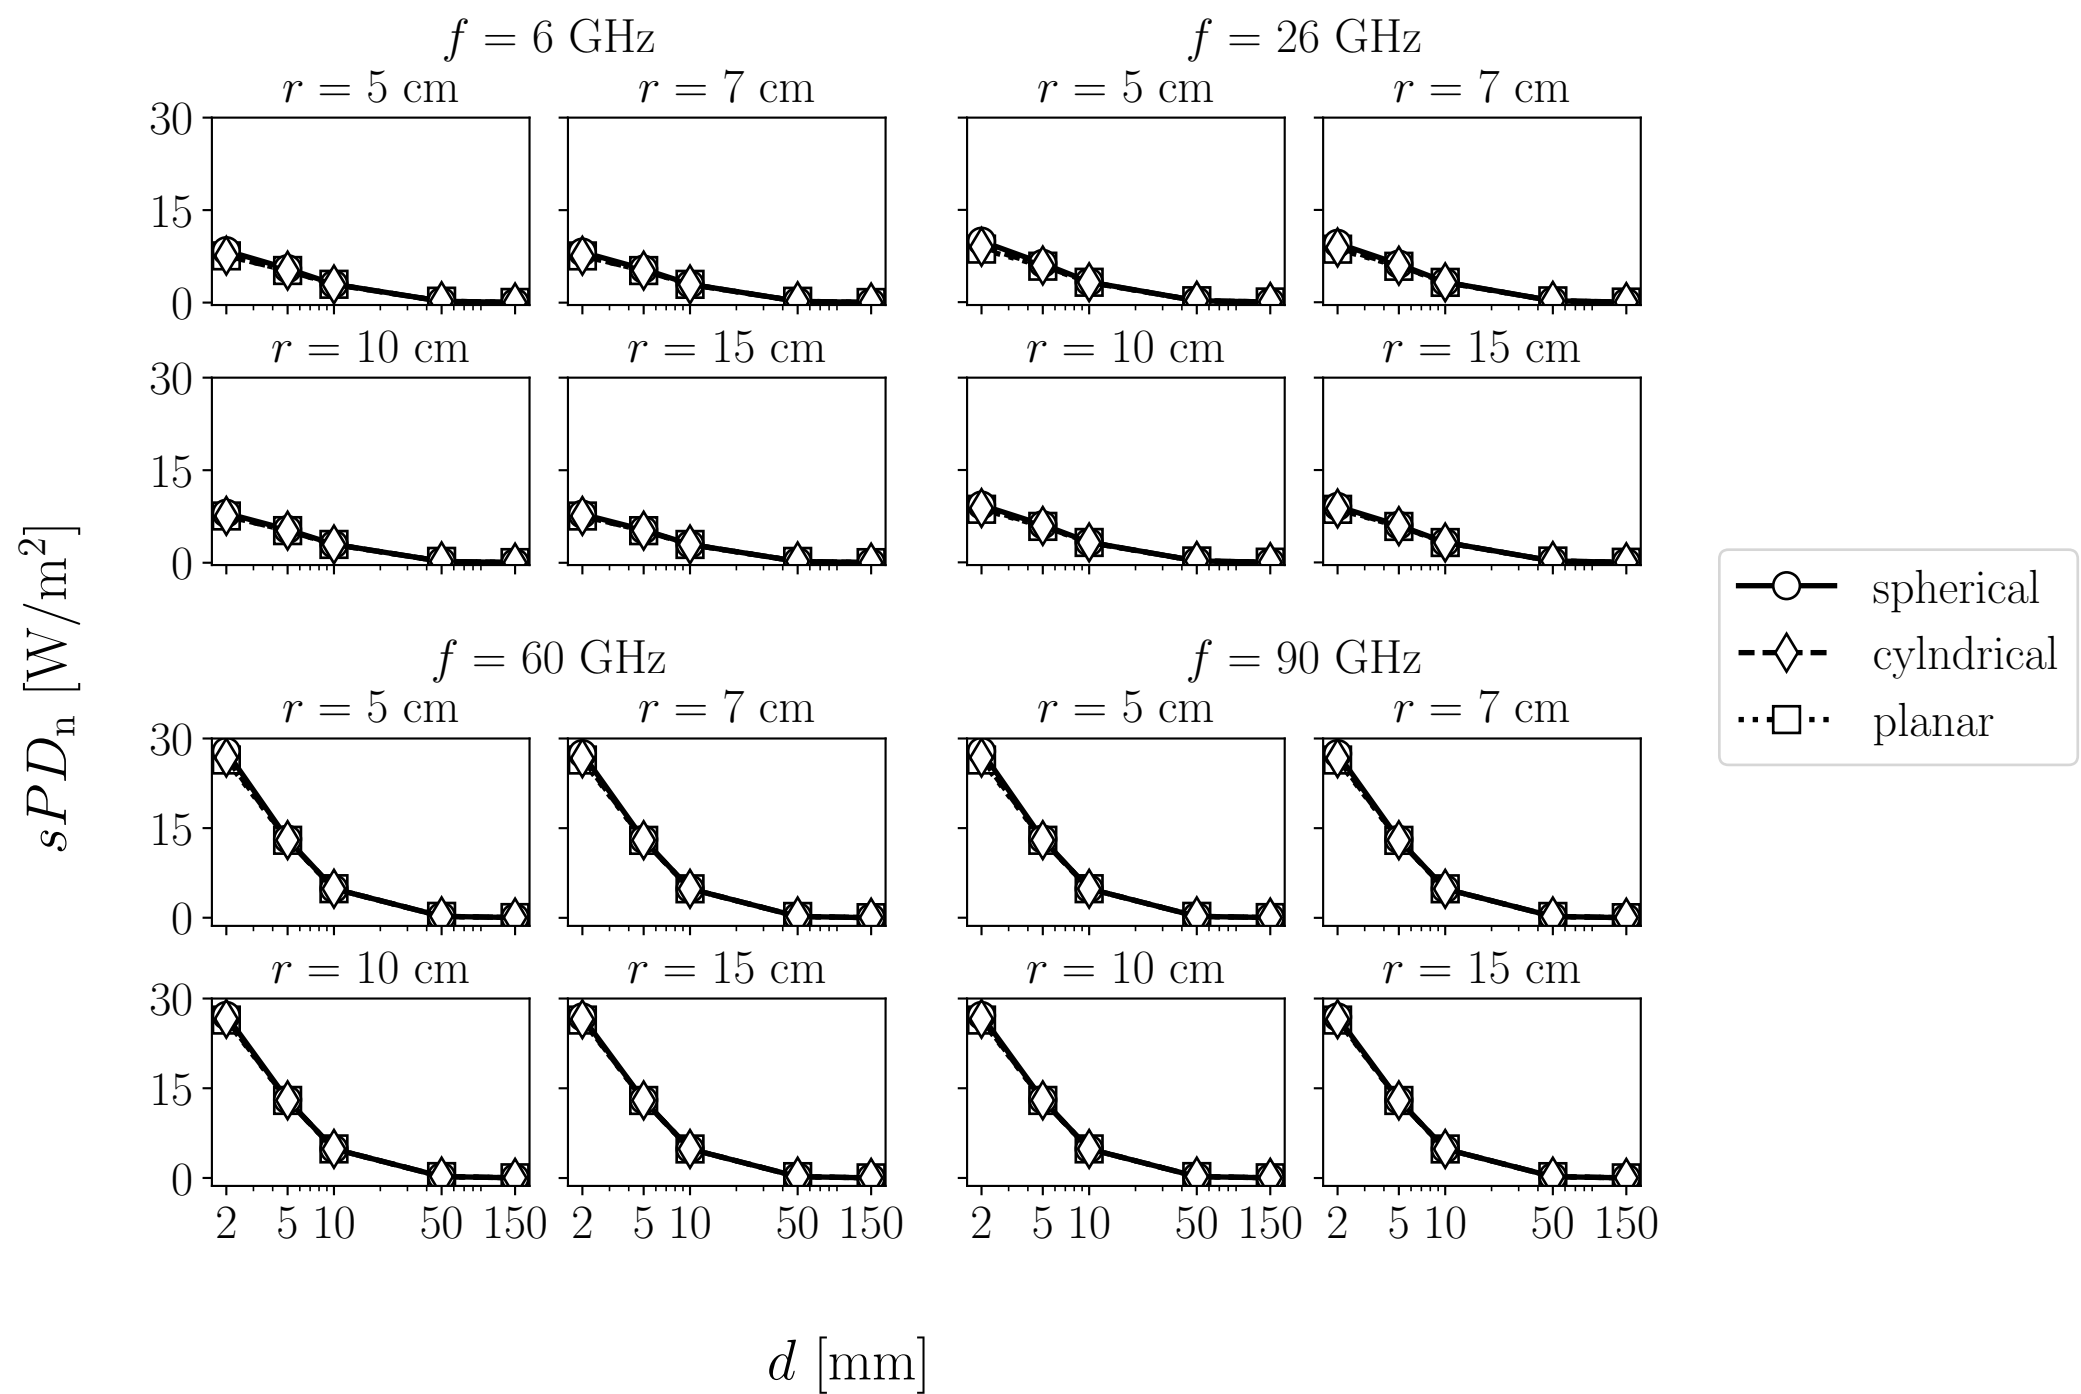 f = 6 GHz
f = 26 GHz
r = 5 cm
r = 7 cm
r = 5 cm
r = 7 cm
30
15
0
r = 10 cm
r = 15 cm
r = 10 cm
r = 15 cm
30
15
0
sPDn [W/m²]
spherical
cylndrical
planar
f = 60 GHz
f = 90 GHz
r = 5 cm
r = 7 cm
r = 5 cm
r = 7 cm
30
15
0
r = 10 cm
r = 15 cm
r = 10 cm
r = 15 cm
30
15
0
2 5 10 50 150 2 5 10 50 150 2 5 10 50 150 2 5 10 50 150
d [mm]